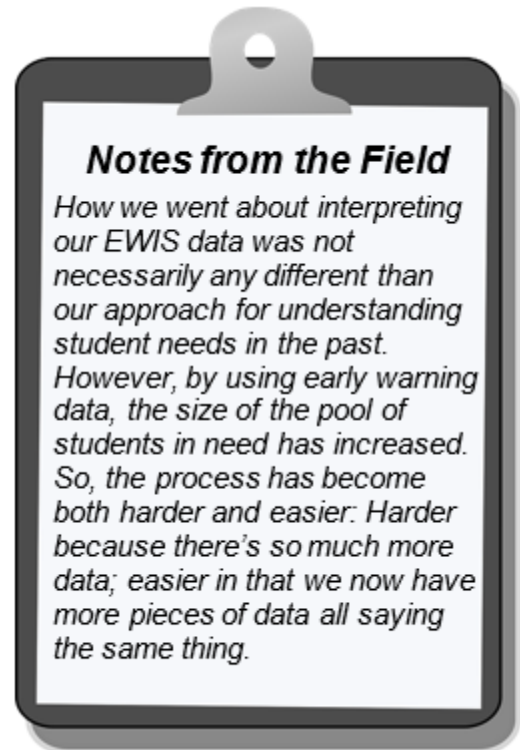 Notes from the Field
How we went about interpreting
our EWIS data was not
necessarily any different than
our approach for understanding
student needs in the past.
However, by using early warning
data, the size of the pool of
students in need has increased.
So, the process has become
both harder and easier: Harder
because there's so much more
data; easier in that we now have
more pieces of data all saying
the same thing.